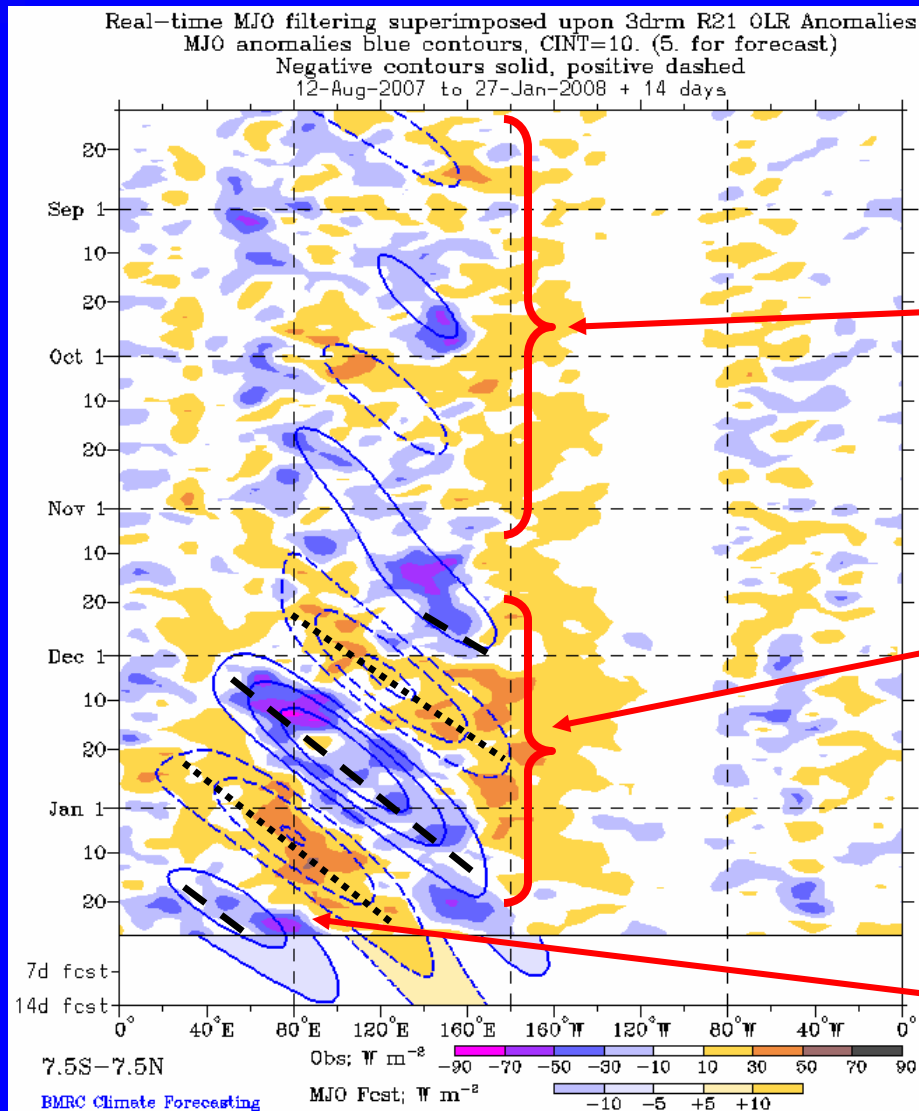 Real-time MJO filtering superimposed upon 3drm R21 OLR Anomalies
MJO anomalies blue contours, CINT=10. (5. for forecast)
Negative contours solid, positive dashed
12-Aug-2007 to 27-Jan-2008 + 14 days
20
Sep 1
10
20
Oct 1
10
20
Nov 1
10
20
Dec 1
10
20
Jan 1
10
20
7d fcst
14d fcst
0° 40°E 80°E 120°E 160°E 160°W 120°W 80°W 40°W 0°
7.5S-7.5N
Obs; W m-2
-90 -70 -50 -30 -10 10 30 50 70 90
BMRC Climate Forecasting
MJO Fcst; W m-2
-10 -5 +5 +10